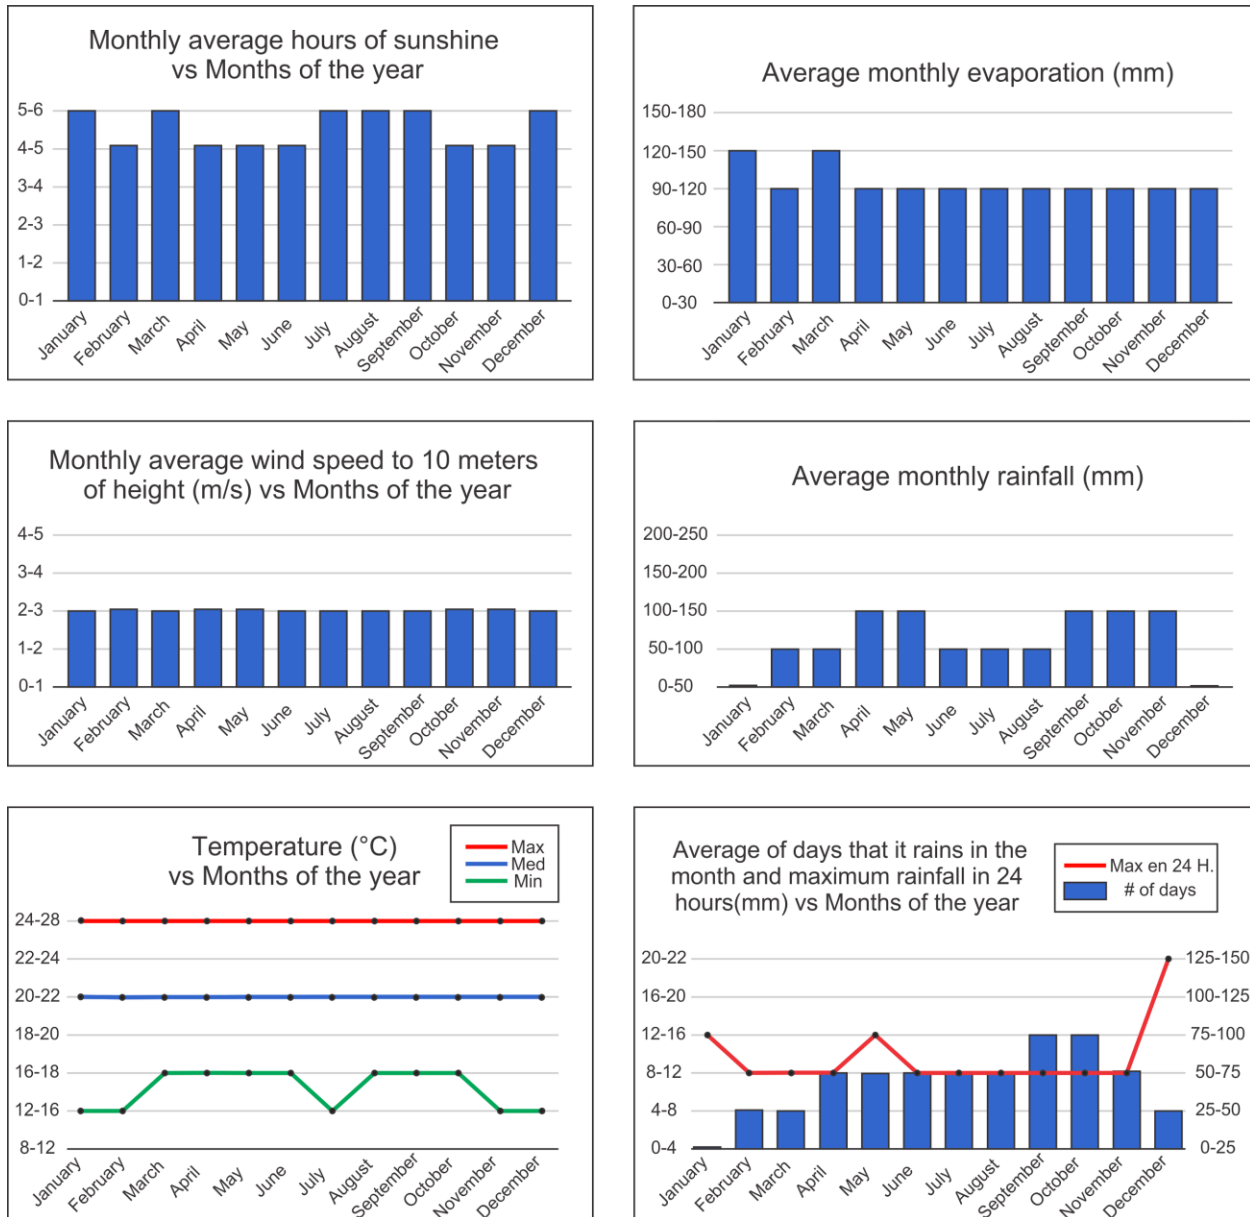 Monthly average hours of sunshine
vs Months of the year
5-6
4-5
3-4
2-3
1-2
0-1
January
February
March
April
May
June
July
August
September
October
November
December
Average monthly evaporation (mm)
150-180
120-150
90-120
60-90
30-60
0-30
January
February
March
April
May
June
July
August
September
October
November
December
Monthly average wind speed to 10 meters
of height (m/s) vs Months of the year
4-5
3-4
2-3
1-2
0-1
January
February
March
April
May
June
July
August
September
October
November
December
Average monthly rainfall (mm)
200-250
150-200
100-150
50-100
0-50
January
February
March
April
May
June
July
August
September
October
November
December
Temperature (°C)
vs Months of the year
Max
Med
Min
24-28
22-24
20-22
18-20
16-18
12-16
8-12
January
February
March
April
May
June
July
August
September
October
November
December
Average of days that it rains in the
month and maximum rainfall in 24
hours(mm) vs Months of the year
Max en 24 H.
# of days
20-22
16-20
12-16
8-12
4-8
0-4
125-150
100-125
75-100
50-75
25-50
0-25
January
February
March
April
May
June
July
August
September
October
November
December